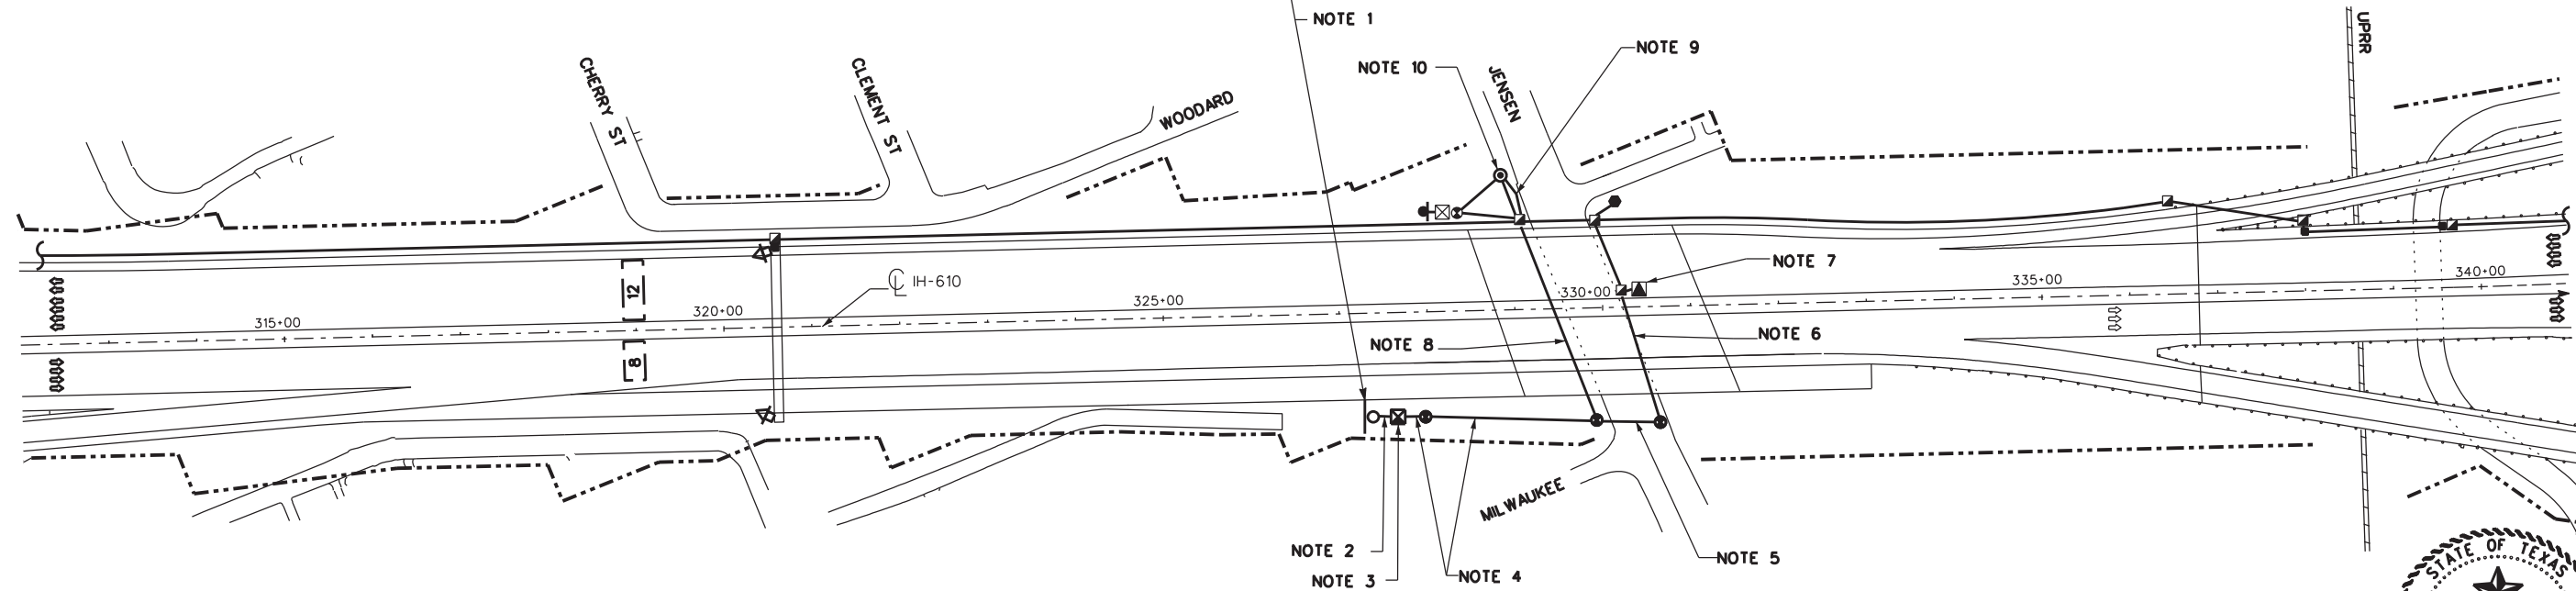 NOTE 1
UPRR
NOTE 9
CHERRY ST
CLEMENT ST
NOTE 10
JENSEN
WOODARD
NOTE 7
℄ IH-610
12
315+00
320+00
325+00
330+00
335+00
340+00
NOTE 8
NOTE 6
8
MILWAUKEE
NOTE 2
NOTE 3
NOTE 4
NOTE 5
STATE OF TEXAS